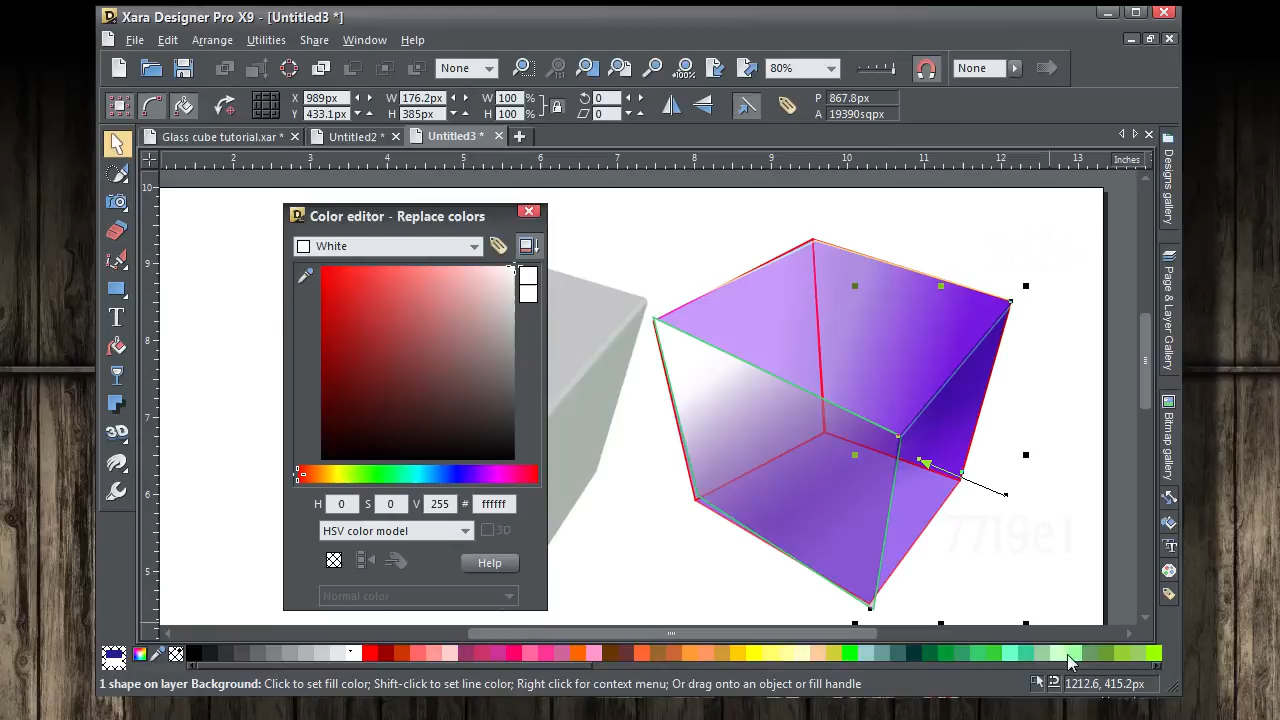 Xara Designer Pro X9 - [Untitled3 *]
File Edit Arrange Utilities Share Window Help
None 100% 80% None
X 989px W 176.2px W 100 % 0 P 867.8px
Y 433.1px H 385px H 100 % 0 A 19390sqpx
Glass cube tutorial.xar * Untitled2 * Untitled3 *
2 3 4 5 6 7 8 9 10 11 12 13 Inches
10
9
8
7
6
5
Color editor - Replace colors
White
H 0 S 0 V 255 # ffffff
HSV color model 3D
Help
Normal color
7719e1
T
3D
Designs gallery
Page & Layer Gallery
Bitmap gallery
1 shape on layer Background: Click to set fill color; Shift-click to set line color; Right click for context menu; Or drag onto an object or fill handle
1212.6, 415.2px